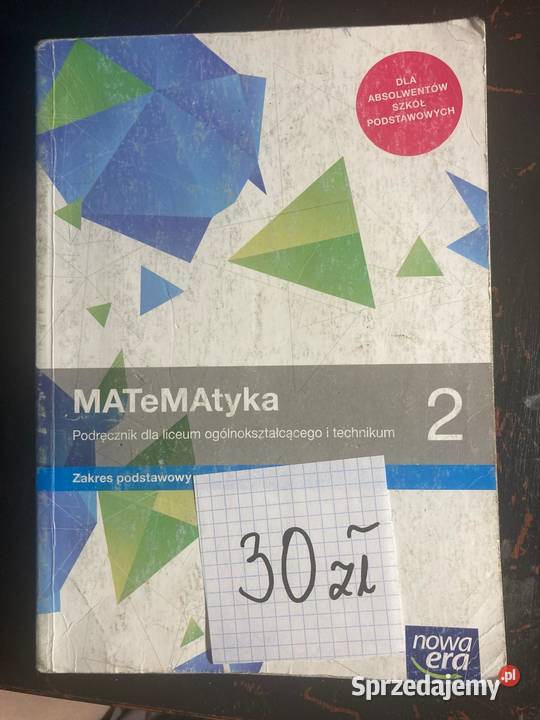 DLA
ABSOLWENTÓW
SZKÓŁ
PODSTAWOWYCH
MATeMAtyka
2
Podręcznik dla liceum ogólnokształcącego i technikum
Zakres podstawowy
30 zł
nowa
era
Sprzedajemy.pl